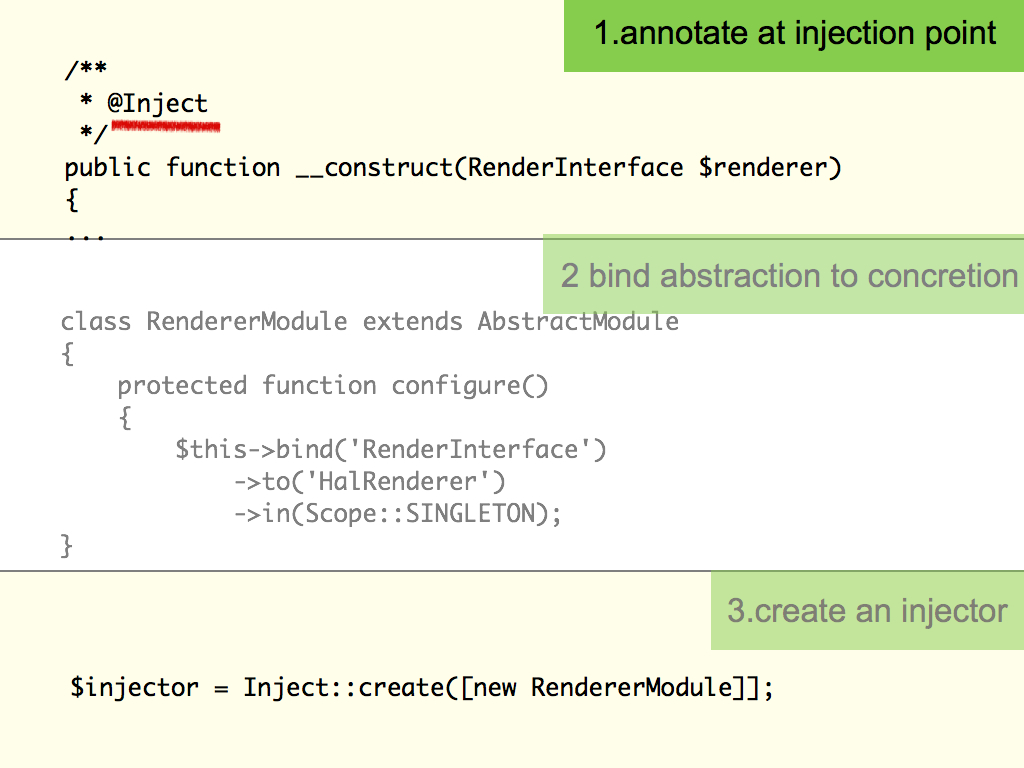 1.annotate at injection point
/**
 * @Inject
 */
public function __construct(RenderInterface $renderer)
{
...
2 bind abstraction to concretion
class RendererModule extends AbstractModule
{
    protected function configure()
    {
        $this->bind('RenderInterface')
            ->to('HalRenderer')
            ->in(Scope::SINGLETON);
}
3.create an injector
$injector = Inject::create([new RendererModule]];